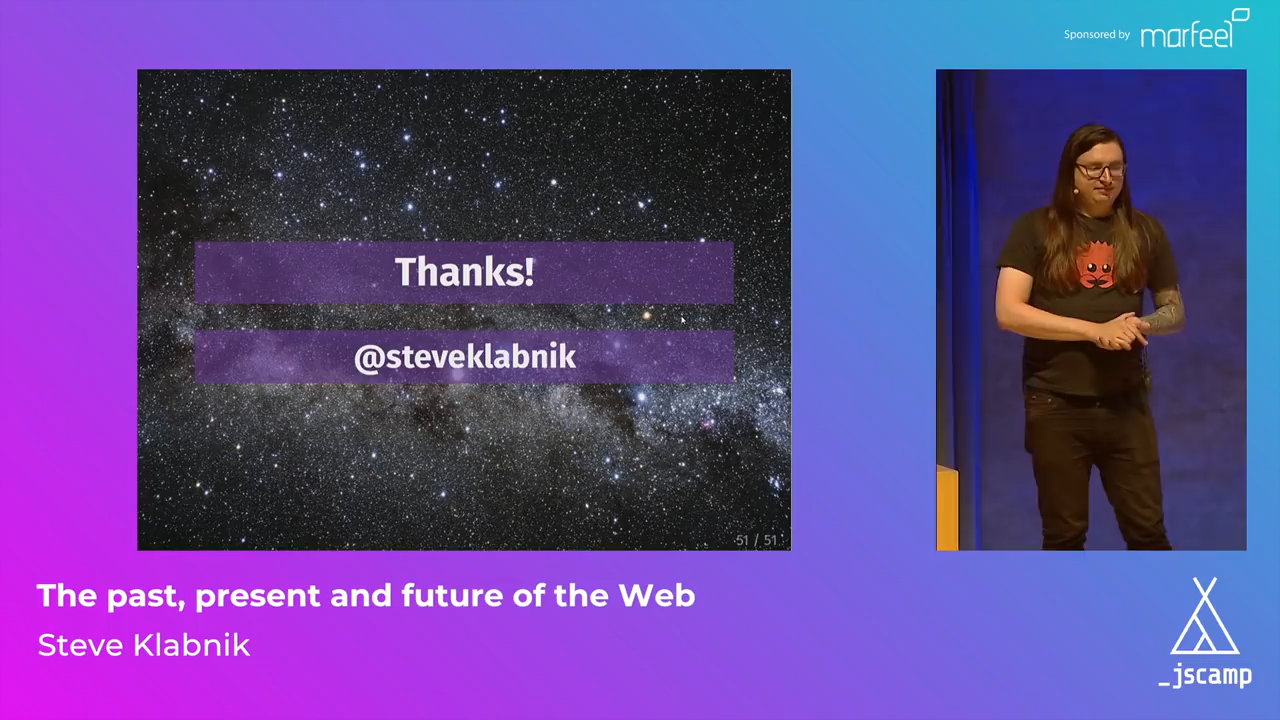 Sponsored by marfeel
Thanks!
@steveklabnik
51 / 51
The past, present and future of the Web
Steve Klabnik
_jscamp